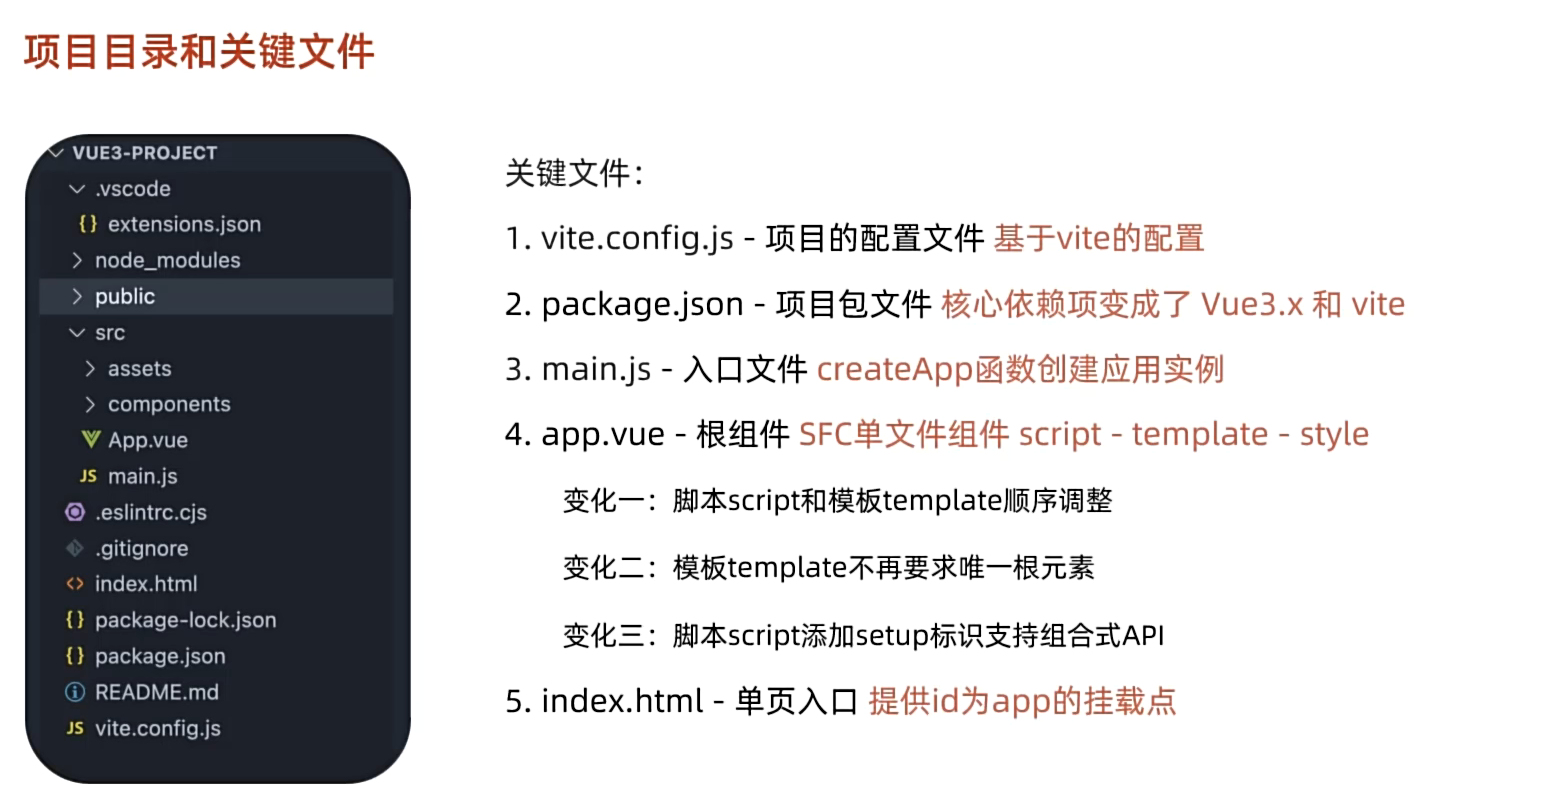 项目目录和关键文件
VUE3-PROJECT
.vscode
{} extensions.json
node_modules
public
src
assets
components
App.vue
JS main.js
.eslintrc.cjs
.gitignore
<> index.html
{} package-lock.json
{} package.json
README.md
JS vite.config.js
关键文件：
1. vite.config.js - 项目的配置文件 基于vite的配置
2. package.json - 项目包文件 核心依赖项变成了 Vue3.x 和 vite
3. main.js - 入口文件 createApp函数创建应用实例
4. app.vue - 根组件 SFC单文件组件 script - template - style
变化一：脚本script和模板template顺序调整
变化二：模板template不再要求唯一根元素
变化三：脚本script添加setup标识支持组合式API
5. index.html - 单页入口 提供id为app的挂载点